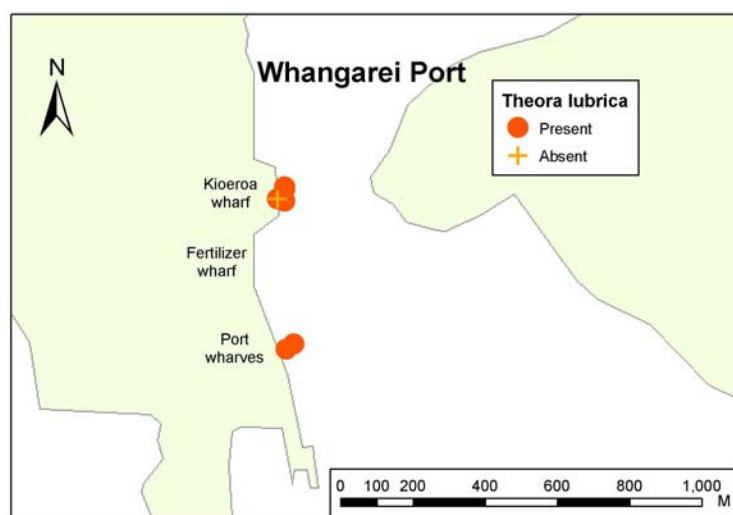 Whangarei Port
N
Theora lubrica
Present
Absent
Kioeroa
wharf
Fertilizer
wharf
Port
wharves
0 100 200 400 600 800 1,000
M